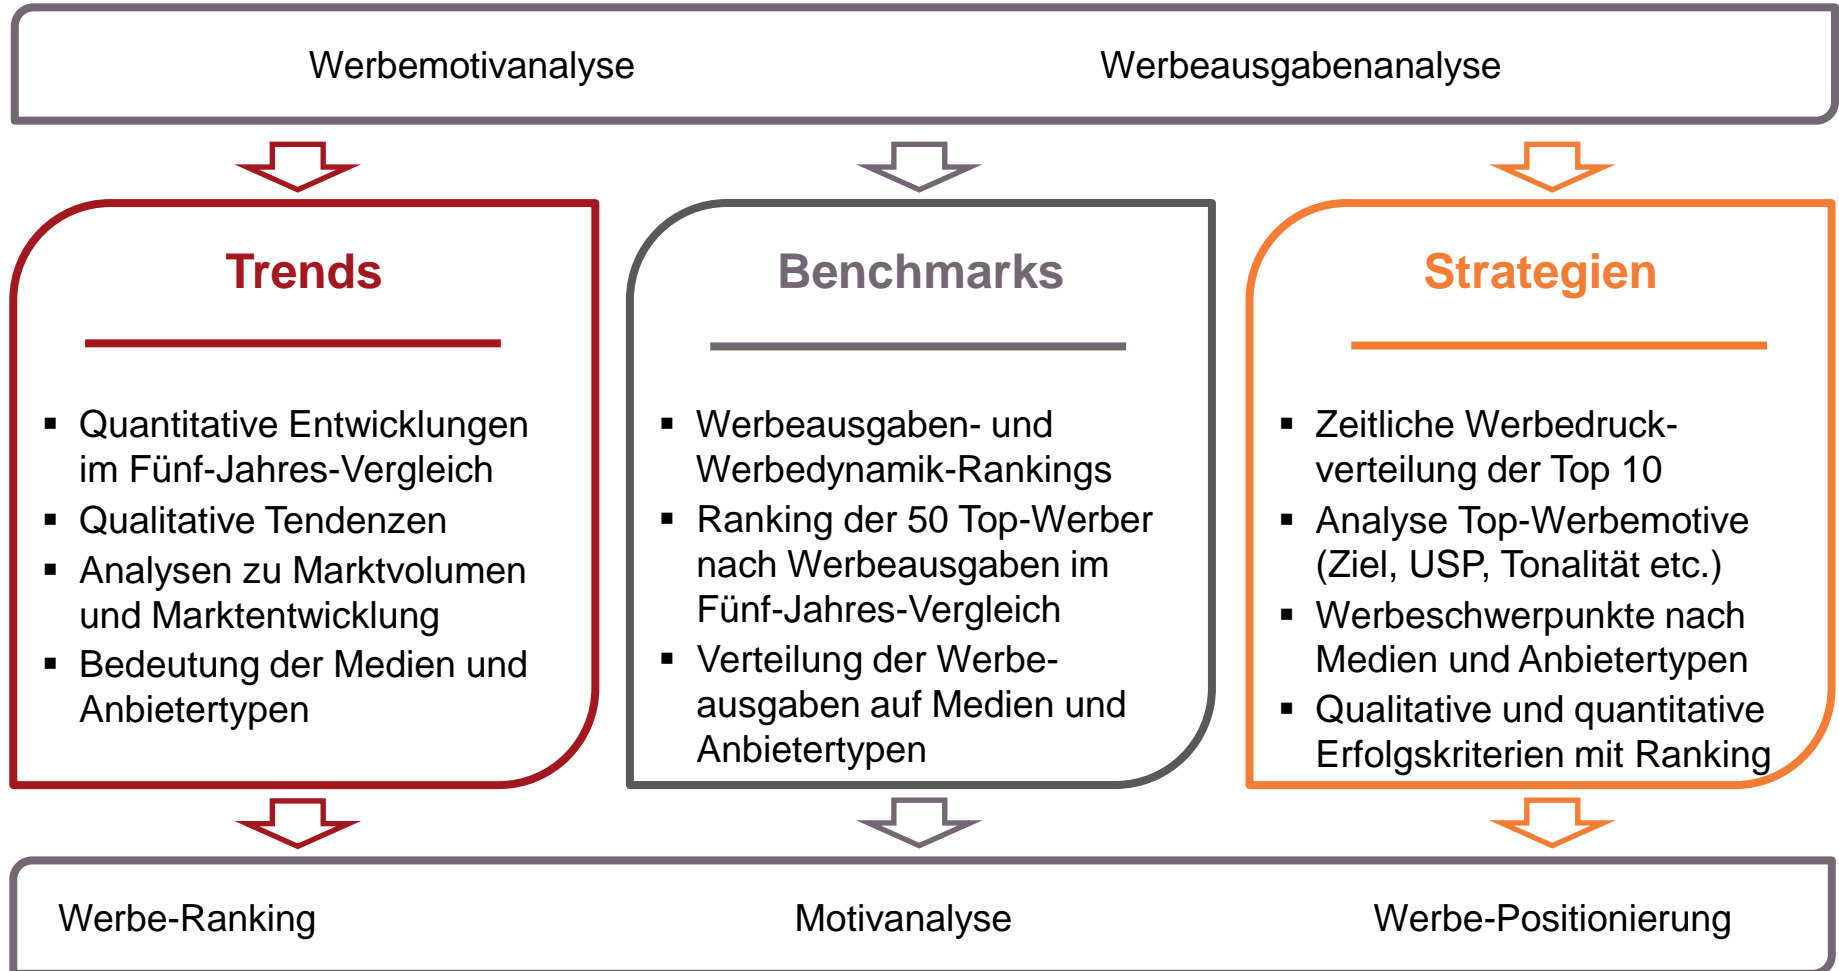 Werbemotivanalyse
Werbeausgabenanalyse
Trends
▪ Quantitative Entwicklungen
im Fünf-Jahres-Vergleich
▪ Qualitative Tendenzen
▪ Analysen zu Marktvolumen
und Marktentwicklung
▪ Bedeutung der Medien und
Anbietertypen
Benchmarks
▪ Werbeausgaben- und
Werbedynamik-Rankings
▪ Ranking der 50 Top-Werber
nach Werbeausgaben im
Fünf-Jahres-Vergleich
▪ Verteilung der Werbe-
ausgaben auf Medien und
Anbietertypen
Strategien
▪ Zeitliche Werbedruck-
verteilung der Top 10
▪ Analyse Top-Werbemotive
(Ziel, USP, Tonalität etc.)
▪ Werbeschwerpunkte nach
Medien und Anbietertypen
▪ Qualitative und quantitative
Erfolgskriterien mit Ranking
Werbe-Ranking
Motivanalyse
Werbe-Positionierung